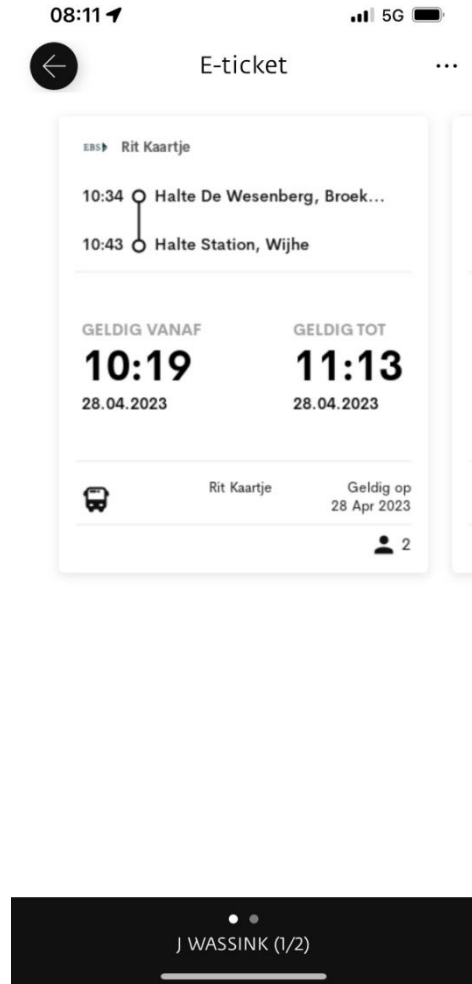 08:11 5G
E-ticket
EBS Rit Kaartje
10:34 Halte De Wesenberg, Broek...
10:43 Halte Station, Wijhe
GELDIG VANAF GELDIG TOT
10:19 11:13
28.04.2023 28.04.2023
Rit Kaartje Geldig op
28 Apr 2023
2
J WASSINK (1/2)